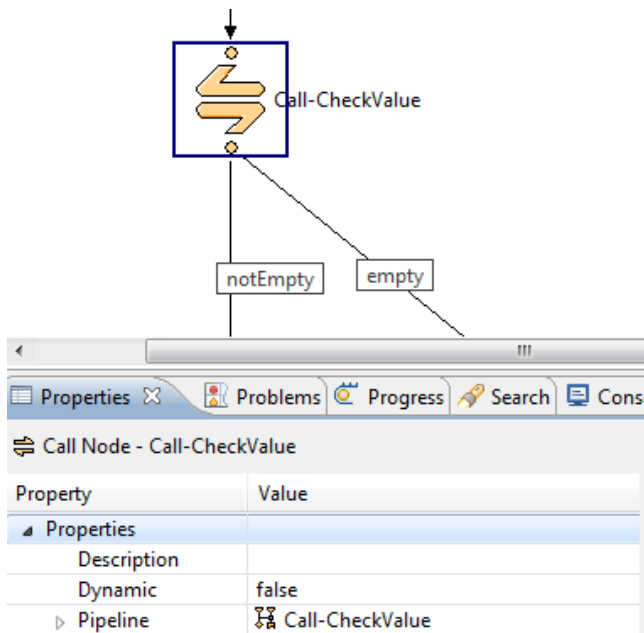 Call-CheckValue
notEmpty
empty
Properties Problems Progress Search Cons
Call Node - Call-CheckValue
Property Value
Properties
Description
Dynamic false
Pipeline Call-CheckValue